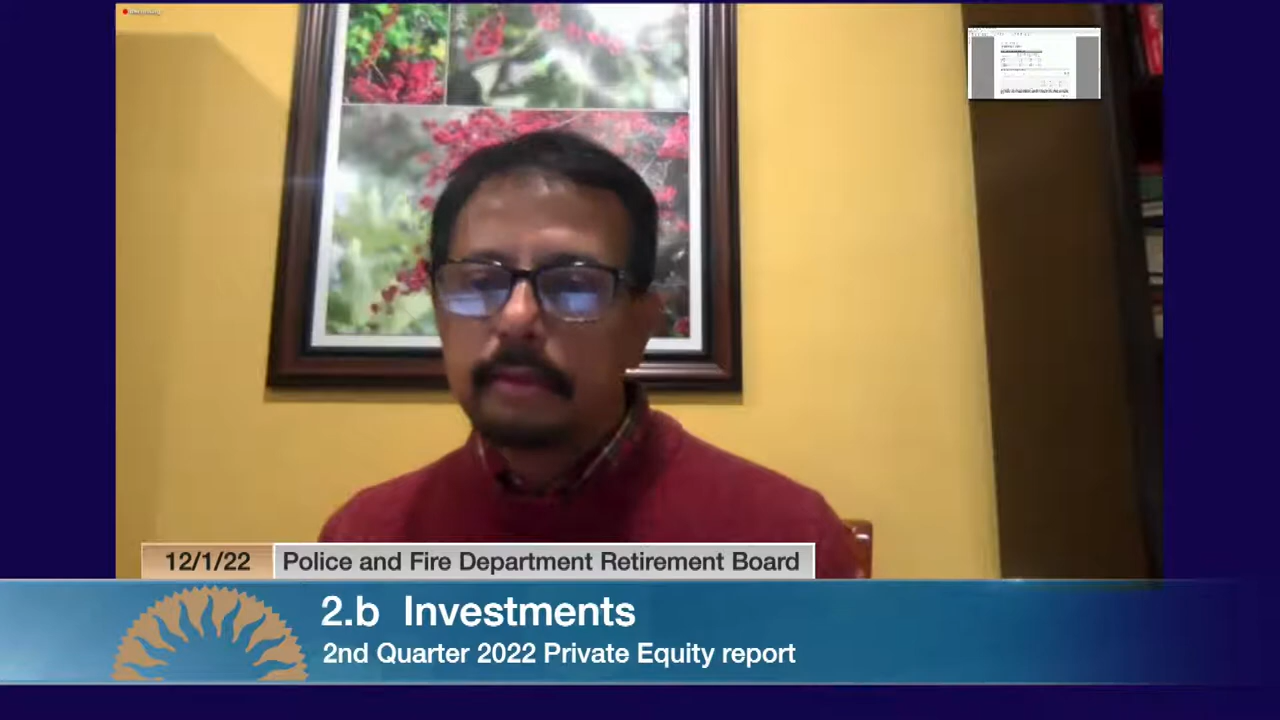 12/1/22 Police and Fire Department Retirement Board
2.b Investments
2nd Quarter 2022 Private Equity report